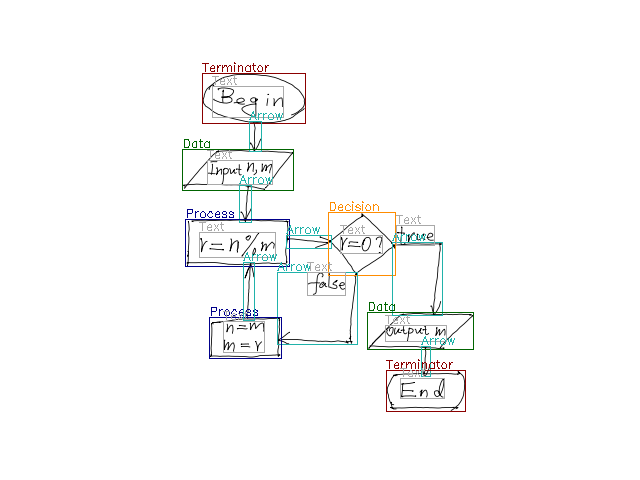 Terminator
Text
Begin
Arrow
Data
Text
Input n, m
Arrow
Process
Text
r = n % m
Arrow
Decision
Text
r=0?
Text
true
Arrow
Arrow
Arrow
Text
false
Process
Text
n = m
m = r
Data
Text
output m
Arrow
Terminator
Text
End